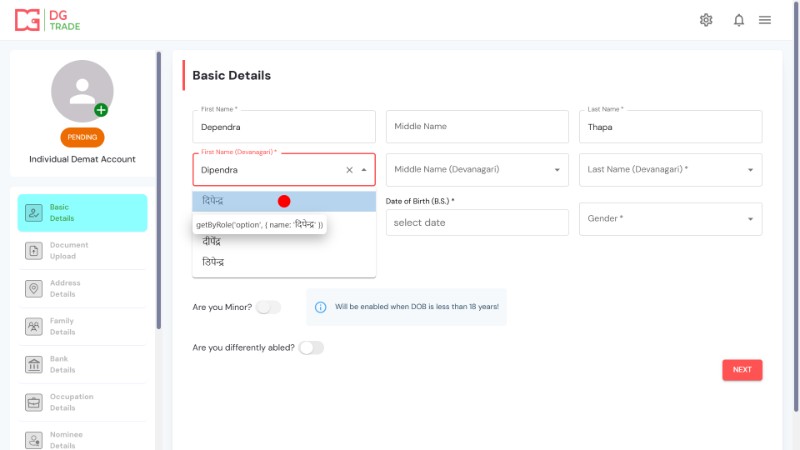 DG
TRADE
PENDING
Individual Demat Account
Basic
Details
Document
Upload
Address
Details
Family
Details
Bank
Details
Occupation
Details
Nominee
Details
Basic Details
First Name *
Dependra
Middle Name
Last Name *
Thapa
First Name (Devanagari) *
Dipendra
Middle Name (Devanagari)
Last Name (Devanagari) *
दिपेन्द्र
getByRole('option', { name: 'दिपेन्द्र' })
दीपेंद्र
ठिपेन्द्र
Date of Birth (B.S.) *
select date
Gender *
Are you Minor?
Will be enabled when DOB is less than 18 years!
Are you differently abled?
NEXT